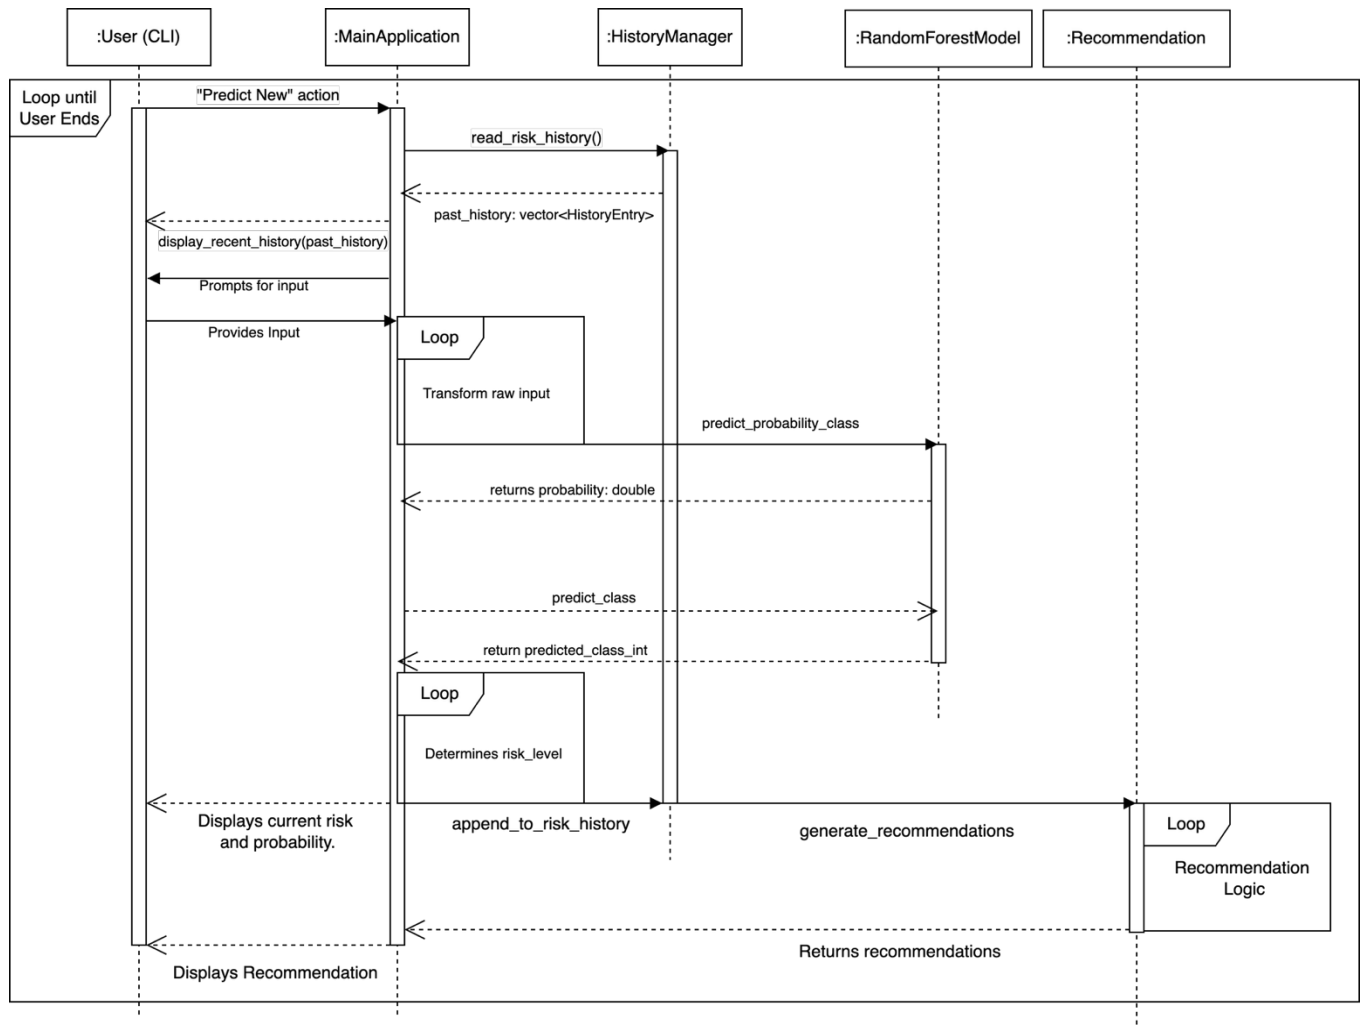 :User (CLI)
:MainApplication
:HistoryManager
:RandomForestModel
:Recommendation
Loop until
User Ends
"Predict New" action
read_risk_history()
past_history: vector<HistoryEntry>
display_recent_history(past_history)
Prompts for input
Provides Input
Loop
Transform raw input
predict_probability_class
returns probability: double
predict_class
return predicted_class_int
Loop
Determines risk_level
Displays current risk
and probability.
append_to_risk_history
generate_recommendations
Loop
Recommendation
Logic
Returns recommendations
Displays Recommendation